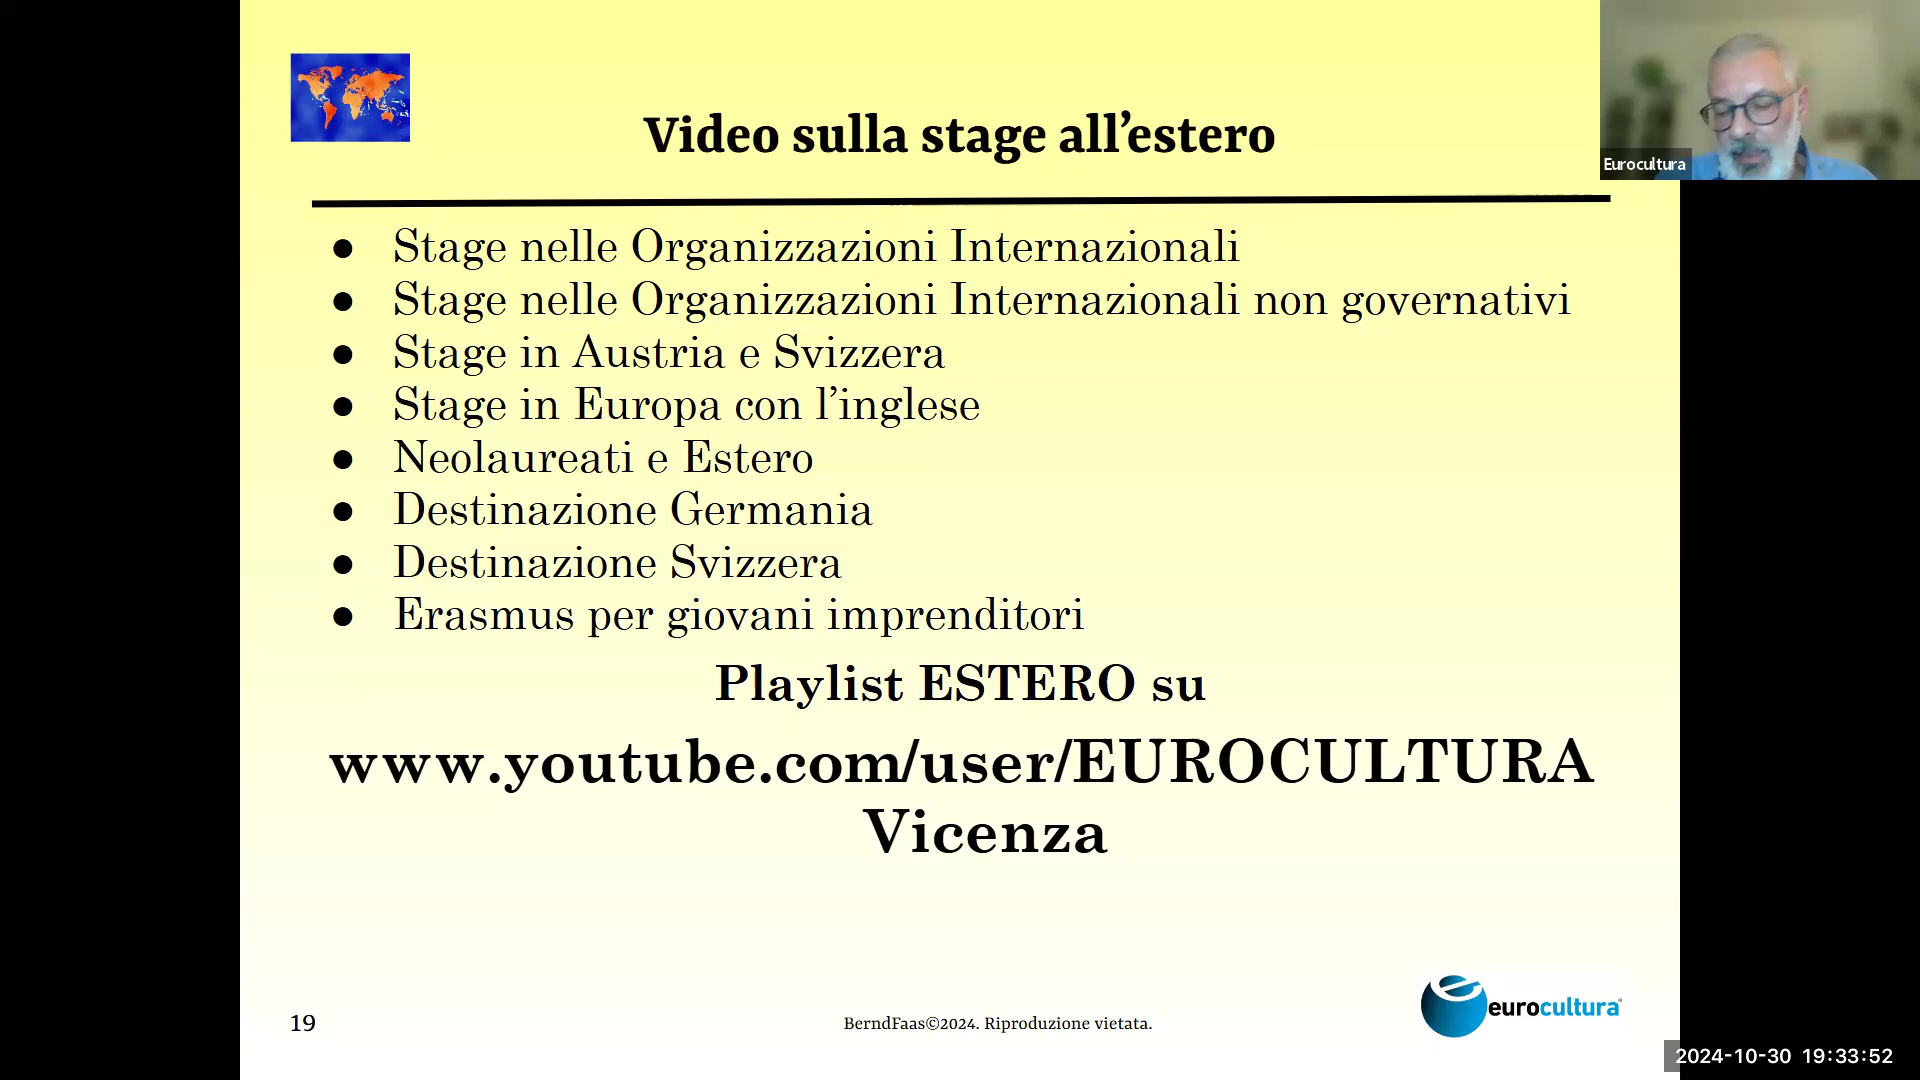 Video sulla stage all’estero
Eurocultura
● Stage nelle Organizzazioni Internazionali
● Stage nelle Organizzazioni Internazionali non governativi
● Stage in Austria e Svizzera
● Stage in Europa con l’inglese
● Neolaureati e Estero
● Destinazione Germania
● Destinazione Svizzera
● Erasmus per giovani imprenditori
Playlist ESTERO su
www.youtube.com/user/EUROCULTURA
Vicenza
19
BerndFaas©2024. Riproduzione vietata.
eurocultura
2024-10-30 19:33:52